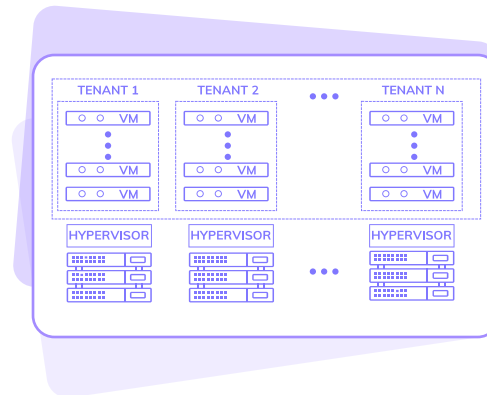 TENANT 1 TENANT 2 TENANT N
VM VM VM
VM VM VM
VM VM VM
HYPERVISOR HYPERVISOR HYPERVISOR